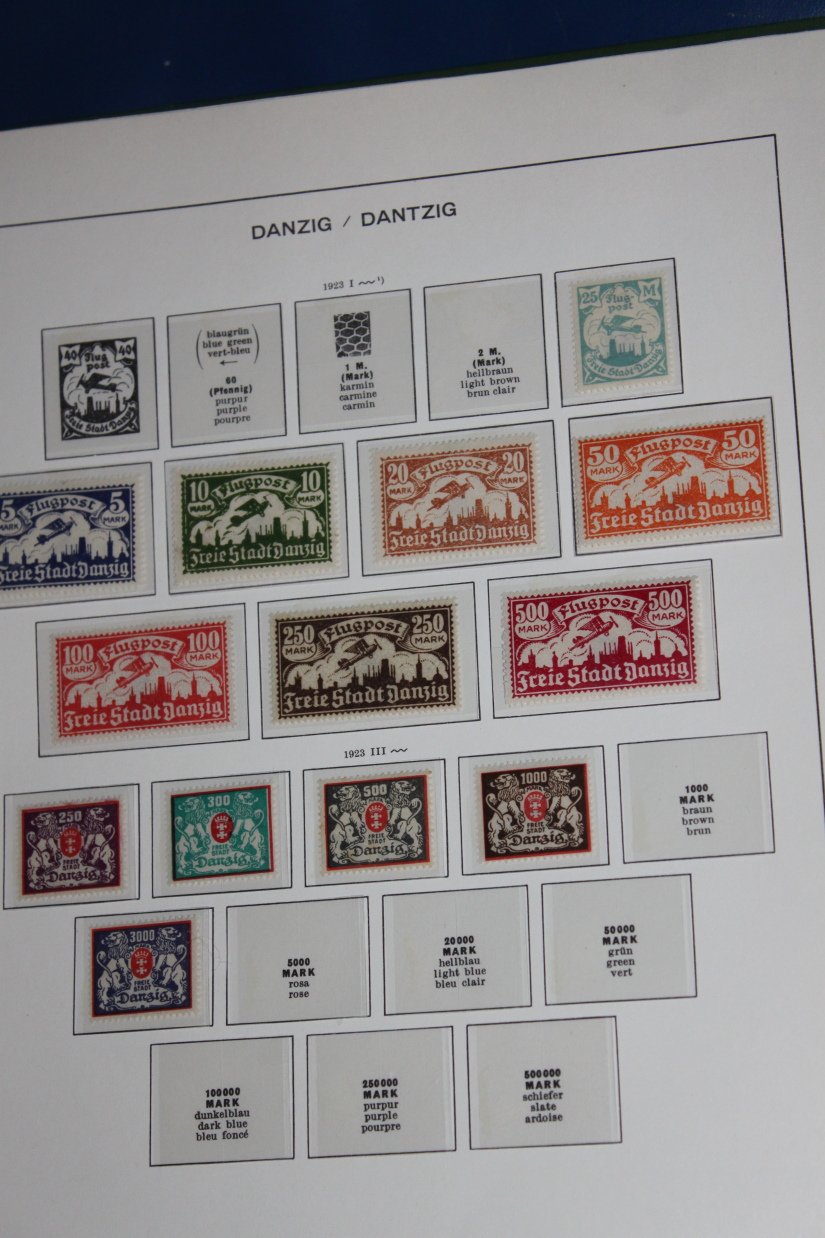 DANZIG / DANTZIG
1923 I ¹)
40 40
Flug
post
Freie Stadt Danzig
(blaugrün
blue green
vert-bleu)
←
60
(Pfennig)
purpur
purple
pourpre
1 M.
(Mark)
karmin
carmine
carmin
2 M.
(Mark)
hellbraun
light brown
brun clair
25 M
Flug-
post
Freie Stadt Danzig
5 Flugpost 5
MARK MARK
Freie Stadt Danzig
10 Flugpost 10
MARK MARK
Freie Stadt Danzig
20 Flugpost 20
MARK MARK
Freie Stadt Danzig
50 Flugpost 50
MARK MARK
Freie Stadt Danzig
100 Flugpost 100
MARK MARK
Freie Stadt Danzig
250 Flugpost 250
MARK MARK
Freie Stadt Danzig
500 Flugpost 500
MARK MARK
Freie Stadt Danzig
1923 III
250
FREIE
STADT
Danzig
300
FREIE
STADT
Danzig
500
FREIE
STADT
Danzig
1000
FREIE
STADT
Danzig
1000
MARK
braun
brown
brun
3000
FREIE
STADT
Danzig
5000
MARK
rosa
rose
20000
MARK
hellblau
light blue
bleu clair
50000
MARK
grün
green
vert
100000
MARK
dunkelblau
dark blue
bleu foncé
250000
MARK
purpur
purple
pourpre
500000
MARK
schiefer
slate
ardoise